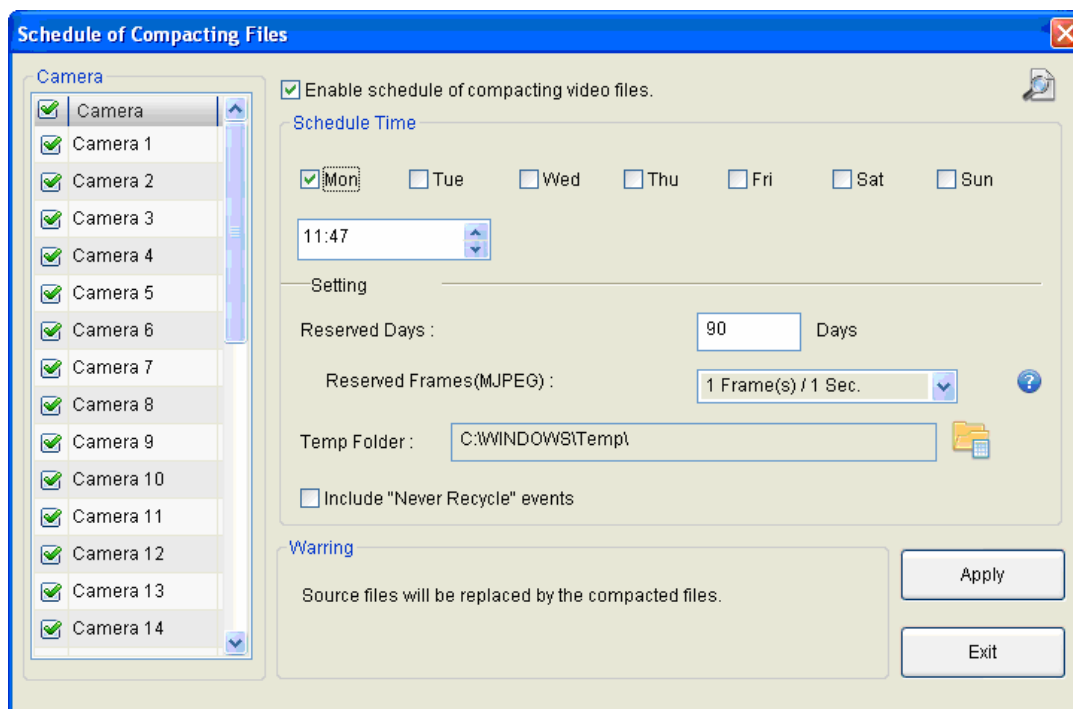 Schedule of Compacting Files
Camera
Camera
Camera 1
Camera 2
Camera 3
Camera 4
Camera 5
Camera 6
Camera 7
Camera 8
Camera 9
Camera 10
Camera 11
Camera 12
Camera 13
Camera 14
Enable schedule of compacting video files.
Schedule Time
Mon Tue Wed Thu Fri Sat Sun
11:47
Setting
Reserved Days : 90 Days
Reserved Frames(MJPEG) : 1 Frame(s) / 1 Sec. ?
Temp Folder : C:\WINDOWS\Temp\
Include "Never Recycle" events
Warring
Source files will be replaced by the compacted files.
Apply
Exit